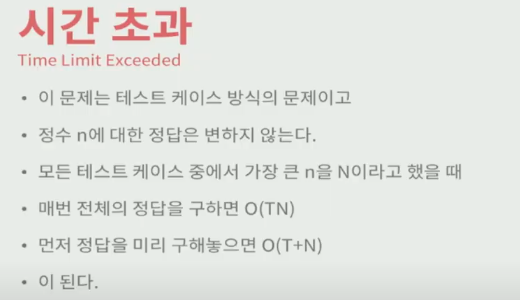 시간 초과
Time Limit Exceeded
• 이 문제는 테스트 케이스 방식의 문제이고
• 정수 n에 대한 정답은 변하지 않는다.
• 모든 테스트 케이스 중에서 가장 큰 n을 N이라고 했을 때
• 매번 전체의 정답을 구하면 O(TN)
• 먼저 정답을 미리 구해놓으면 O(T+N)
• 이 된다.